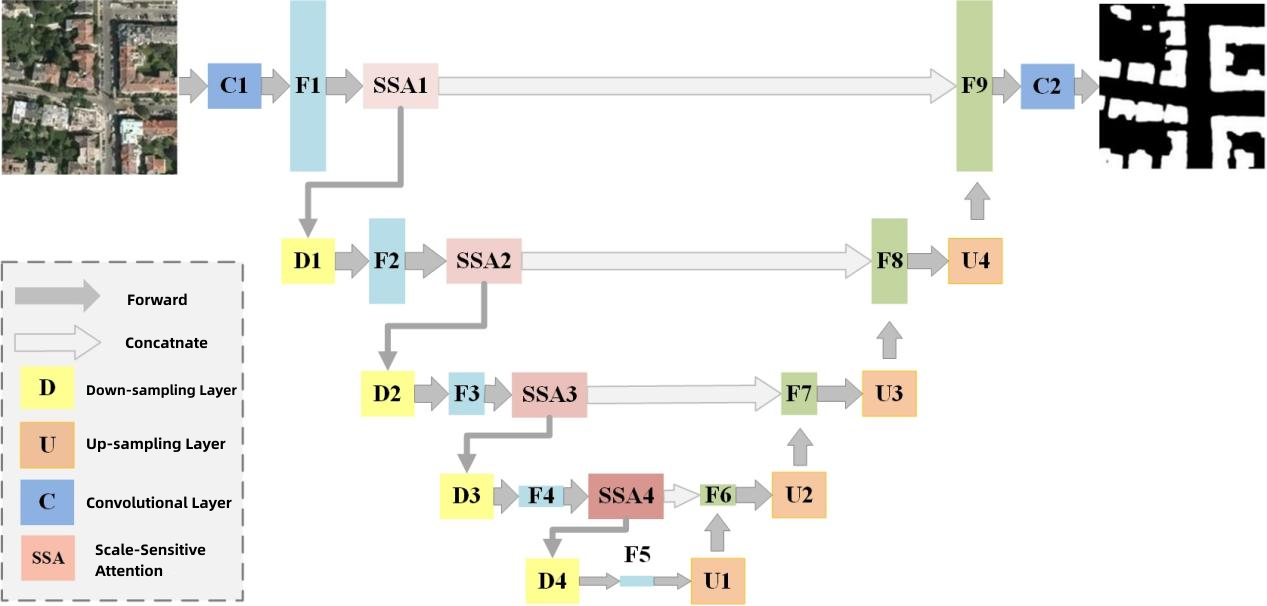 C1 F1 SSA1 F9 C2
D1 F2 SSA2 F8 U4
Forward
Concatnate
D2 F3 SSA3 F7 U3
D Down-sampling Layer
U Up-sampling Layer
D3 F4 SSA4 F6 U2
C Convolutional Layer
SSA Scale-Sensitive
Attention
F5
D4 U1